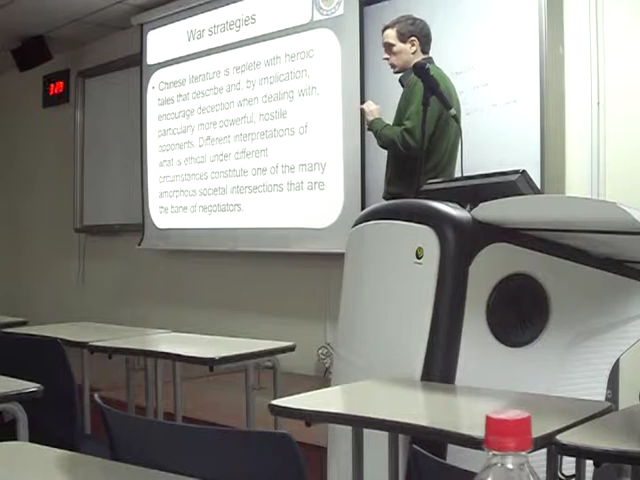 War strategies
• Chinese literature is replete with heroic
tales that describe and, by implication,
encourage deception when dealing with,
particularly more powerful, hostile
opponents. Different interpretations of
what is ethical under different
circumstances constitute one of the many
amorphous societal intersections that are
the bane of negotiators.